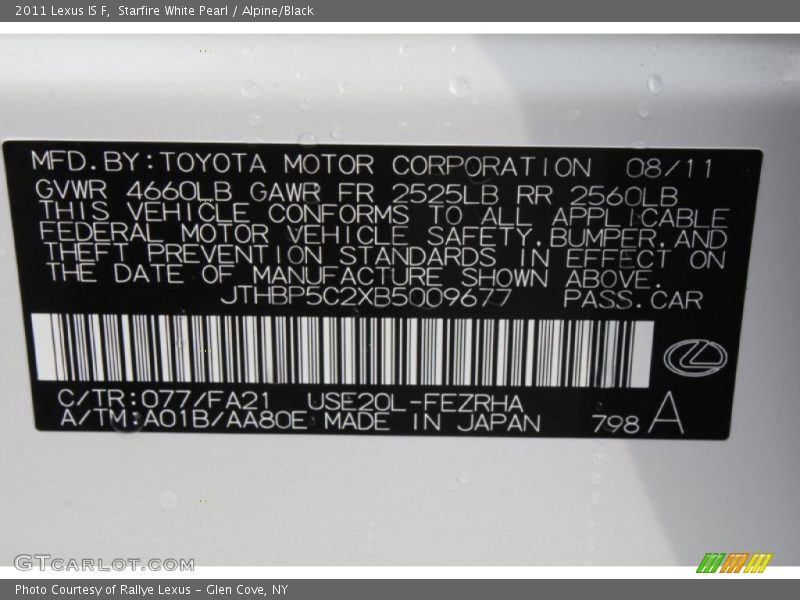 2011 Lexus IS F, Starfire White Pearl / Alpine/Black
MFD.BY:TOYOTA MOTOR CORPORATION 08/11
GVWR 4660LB GAWR FR 2525LB RR 2560LB
THIS VEHICLE CONFORMS TO ALL APPLICABLE
FEDERAL MOTOR VEHICLE SAFETY,BUMPER,AND
THEFT PREVENTION STANDARDS IN EFFECT ON
THE DATE OF MANUFACTURE SHOWN ABOVE.
JTHBP5C2XB5009677 PASS.CAR
C/TR:077/FA21 USE20L-FEZRHA
A/TM:A01B/AA80E MADE IN JAPAN 798 A
GTCARLOT.COM
Photo Courtesy of Rallye Lexus - Glen Cove, NY